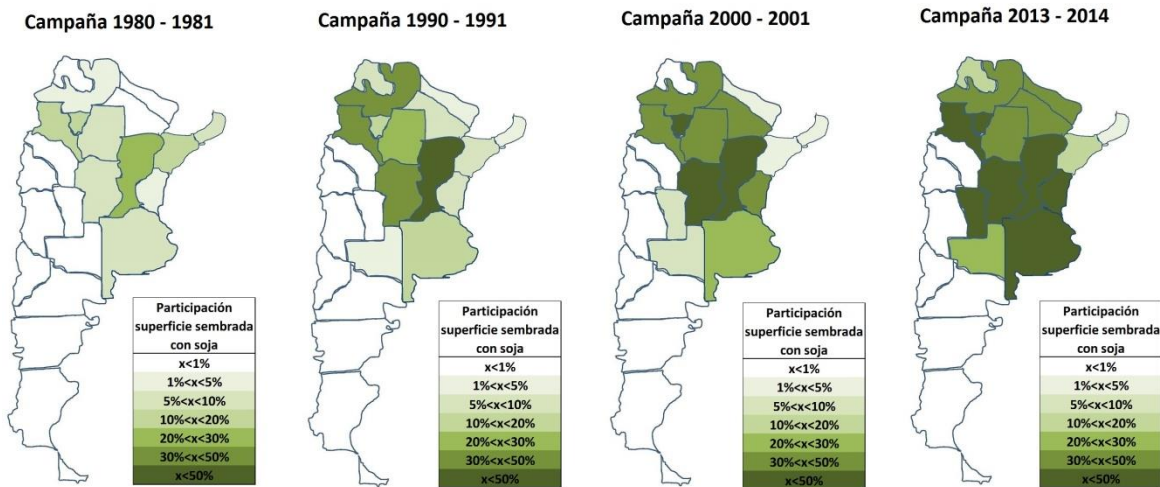 Campaña 1980 - 1981
Participación
superficie sembrada
con soja
x<1%
1%<x<5%
5%<x<10%
10%<x<20%
20%<x<30%
30%<x<50%
x<50%
Campaña 1990 - 1991
Participación
superficie sembrada
con soja
x<1%
1%<x<5%
5%<x<10%
10%<x<20%
20%<x<30%
30%<x<50%
x<50%
Campaña 2000 - 2001
Participación
superficie sembrada
con soja
x<1%
1%<x<5%
5%<x<10%
10%<x<20%
20%<x<30%
30%<x<50%
x<50%
Campaña 2013 - 2014
Participación
superficie sembrada
con soja
x<1%
1%<x<5%
5%<x<10%
10%<x<20%
20%<x<30%
30%<x<50%
x<50%